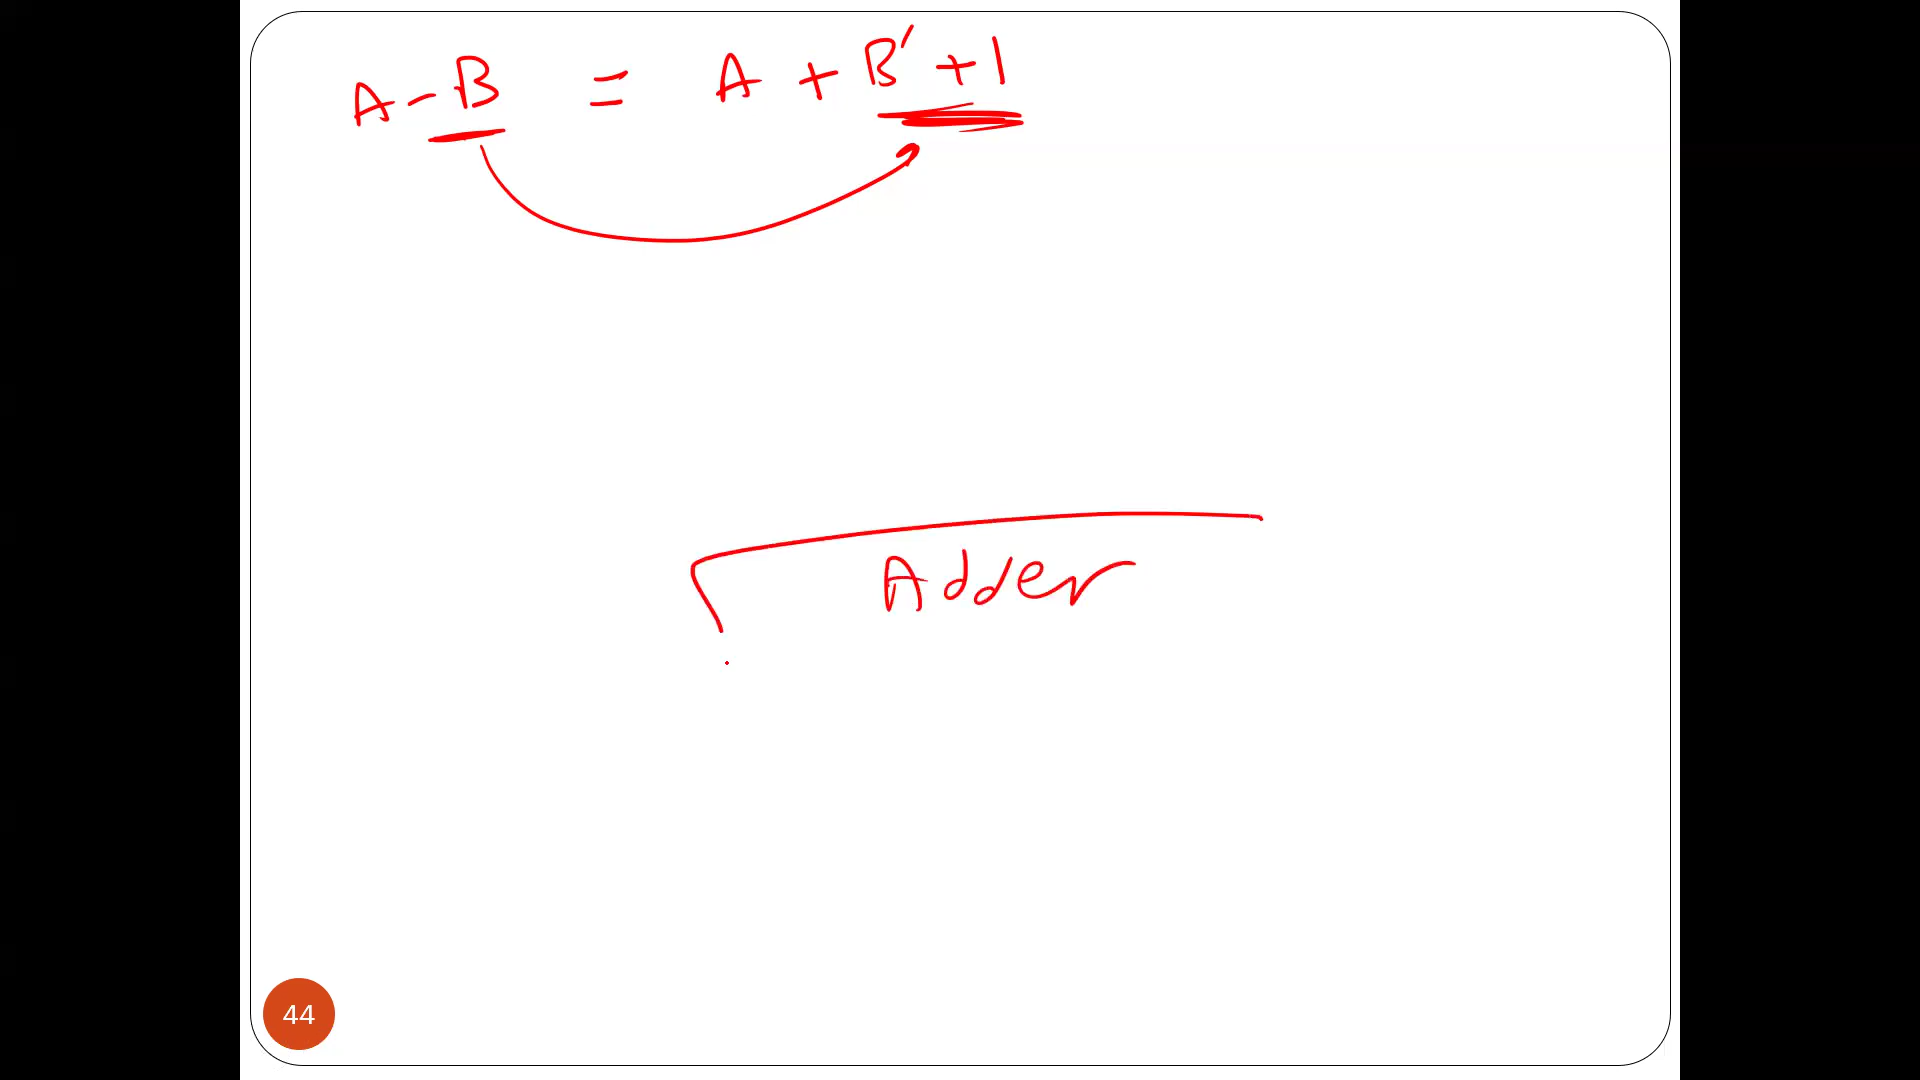 A - B = A + B' + 1
Adder
44